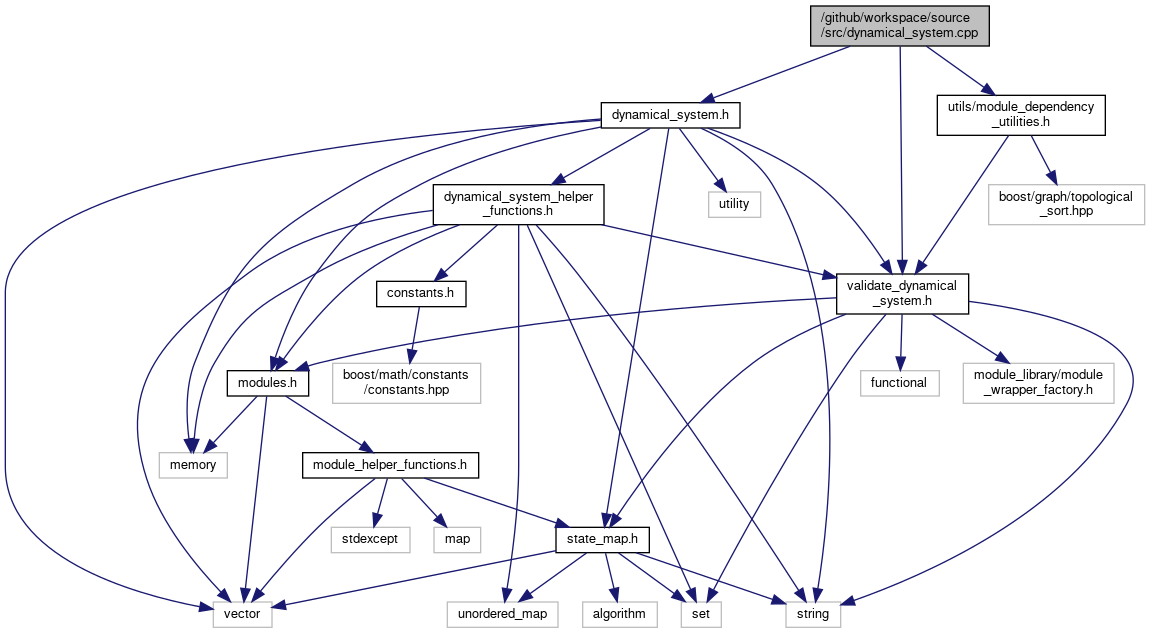 /github/workspace/source
/src/dynamical_system.cpp
dynamical_system.h
utils/module_dependency
_utilities.h
dynamical_system_helper
_functions.h
utility
boost/graph/topological
_sort.hpp
constants.h
validate_dynamical
_system.h
modules.h
boost/math/constants
/constants.hpp
functional
module_library/module
_wrapper_factory.h
memory
module_helper_functions.h
stdexcept
map
state_map.h
vector
unordered_map
algorithm
set
string